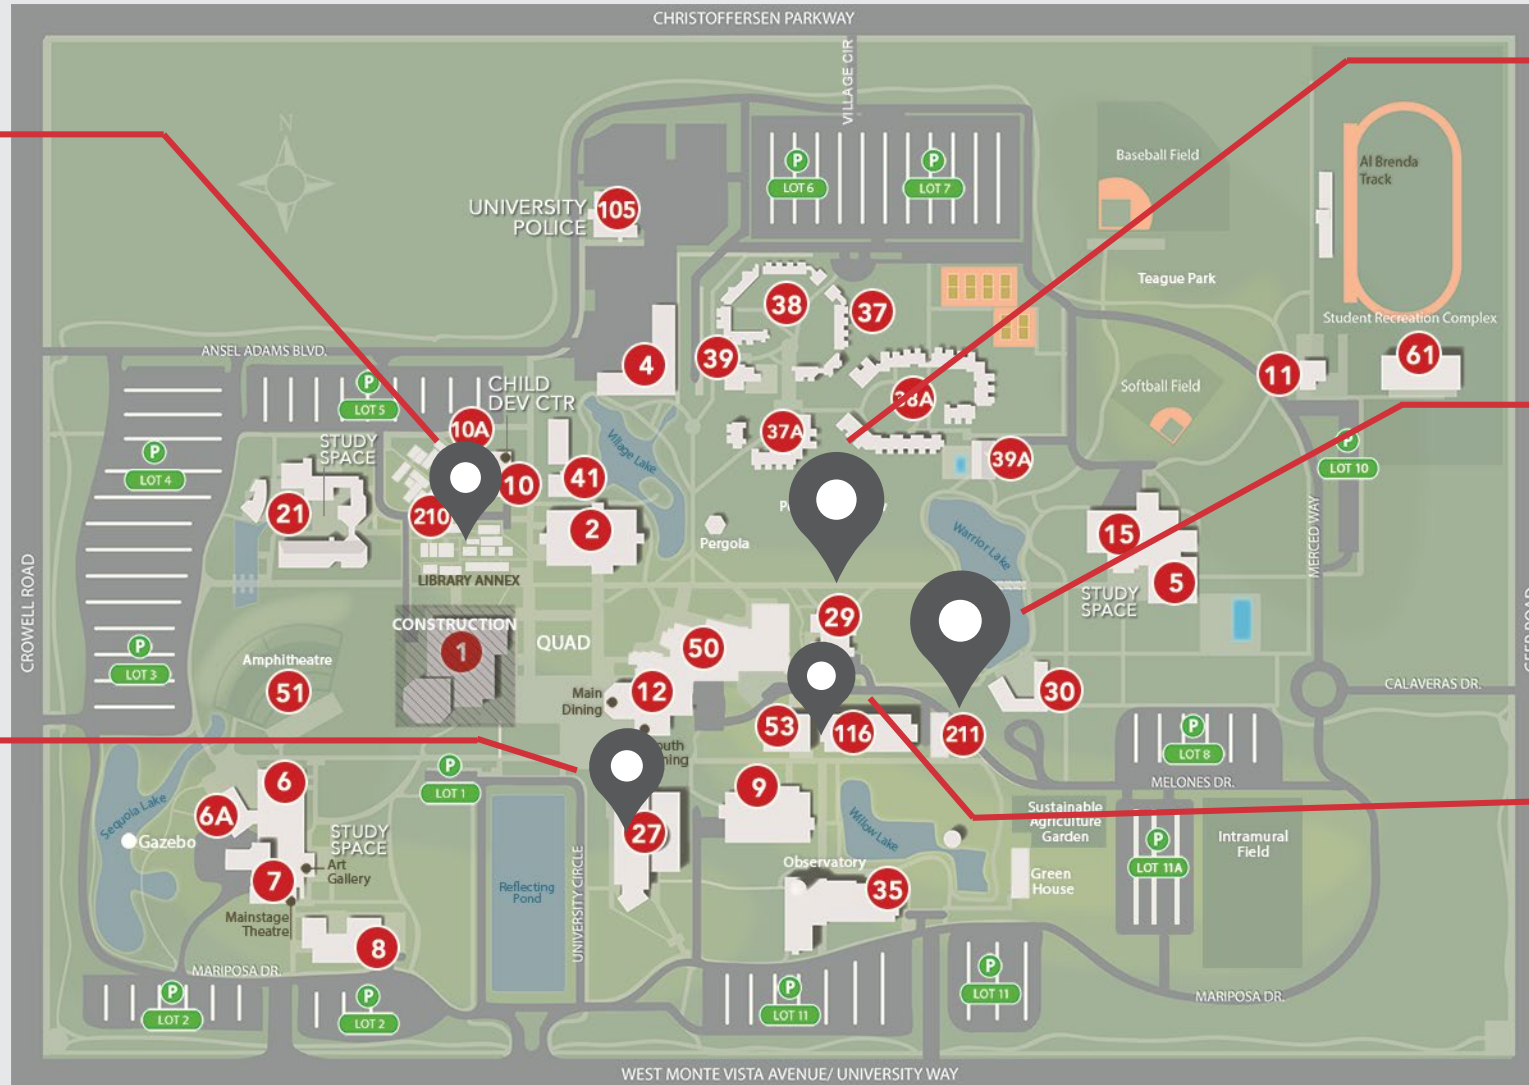 CHRISTOFFERSEN PARKWAY
VILLAGE CIR
N
Baseball Field
Al Brenda
Track
P
LOT 6
P
LOT 7
UNIVERSITY
POLICE
105
Teague Park
38
37
Student Recreation Complex
ANSEL ADAMS BLVD.
4
39
11
61
P
LOT 5
CHILD
DEV CTR
38A
Softball Field
10A
37A
STUDY
SPACE
Village Lake
P
LOT 4
P
LOT 10
39A
10
41
21
210
2
Pergola
Warrior Lake
15
MERCED WAY
LIBRARY ANNEX
5
STUDY
SPACE
CROWELL ROAD
CONSTRUCTION
1
QUAD
29
50
P
LOT 3
Amphitheatre
51
Main
Dining
12
30
CALAVERAS DR.
53
116
211
P
LOT 8
MELONES DR.
P
LOT 1
6
9
Sequoia Lake
6A
Gazebo
STUDY
SPACE
27
Willow Lake
Sustainable
Agriculture
Garden
Intramural
Field
P
LOT 11A
Art
Gallery
7
Observatory
Green
House
35
Reflecting
Pond
UNIVERSITY CIRCLE
Mainstage
Theatre
8
MARIPOSA DR.
P
LOT 2
P
LOT 2
P
LOT 11
P
LOT 11
MARIPOSA DR.
WEST MONTE VISTA AVENUE/ UNIVERSITY WAY